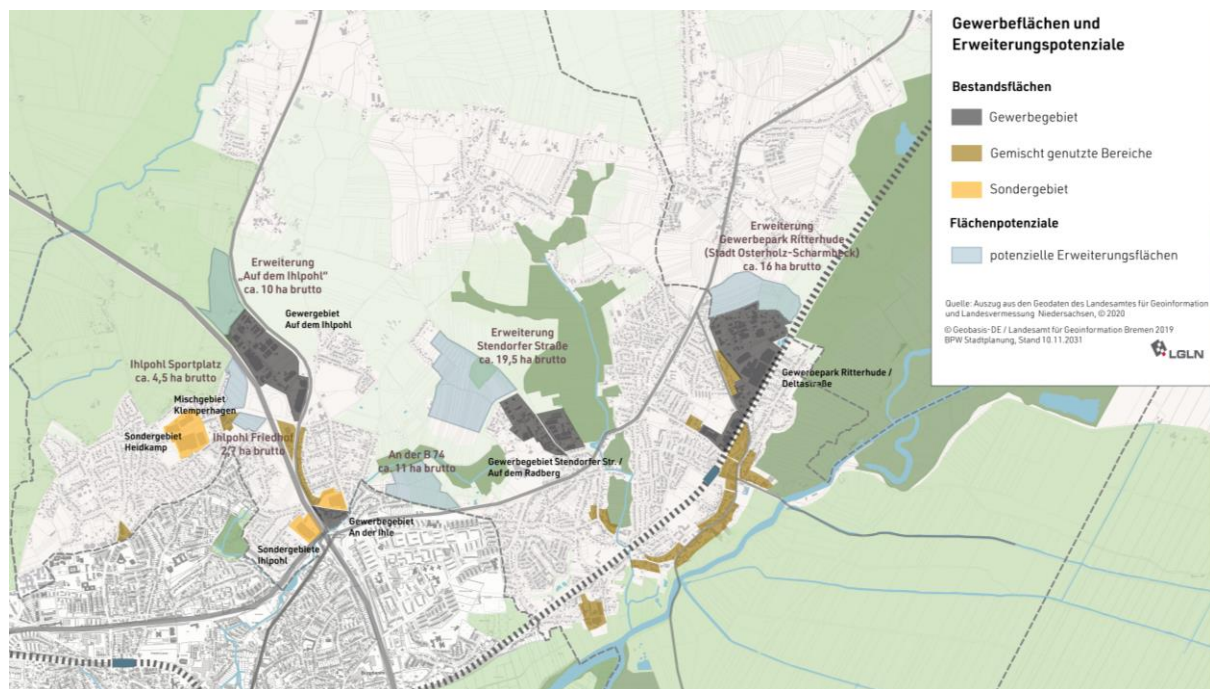 Gewerbeflächen und
Erweiterungspotenziale
Bestandsflächen
Gewerbegebiet
Gemischt genutzte Bereiche
Sondergebiet
Flächenpotenziale
potenzielle Erweiterungsflächen
Quelle: Auszug aus den Geodaten des Landesamtes für Geoinformation
und Landesvermessung Niedersachsen, © 2020
© Geobasis-DE / Landesamt für Geoinformation Bremen 2019
BPW Stadtplanung, Stand 10.11.2031
LGLN
Erweiterung
Gewerbepark Ritterhude
(Stadt Osterholz-Scharmbeck)
ca. 16 ha brutto
Erweiterung
„Auf dem Ihlpohl"
ca. 10 ha brutto
Gewergebiet
Auf dem Ihlpohl
Erweiterung
Stendorfer Straße
ca. 19,5 ha brutto
Ihlpohl Sportplatz
ca. 4,5 ha brutto
Gewerbepark Ritterhude /
Deltastraße
Mischgebiet
Klemperhagen
Sondergebiet
Heidkamp
Ihlpohl Friedhof
2,7 ha brutto
An der B 74
ca. 11 ha brutto
Gewerbegebiet Stendorfer Str. /
Auf dem Radberg
Gewerbegebiet
An der Ihle
Sondergebiete
Ihlpohl